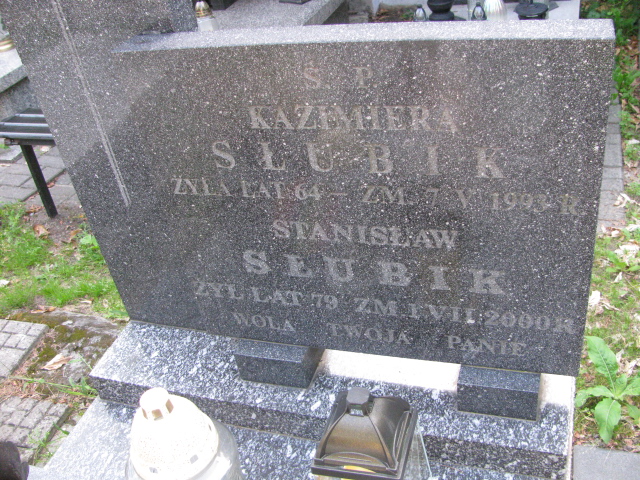 Ś. P.
KAZIMIERA
SŁUBIK
ŻYŁA LAT 64 — ZM. 7. V. 1993 R.
STANISŁAW
SŁUBIK
ŻYŁ LAT 79 ZM 1 VII 2000 R
WOLA TWOJA PANIE